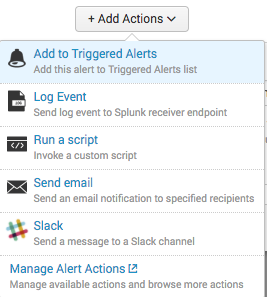 + Add Actions
Add to Triggered Alerts
Add this alert to Triggered Alerts list
Log Event
Send log event to Splunk receiver endpoint
Run a script
Invoke a custom script
Send email
Send an email notification to specified recipients
Slack
Send a message to a Slack channel
Manage Alert Actions
Manage available actions and browse more actions